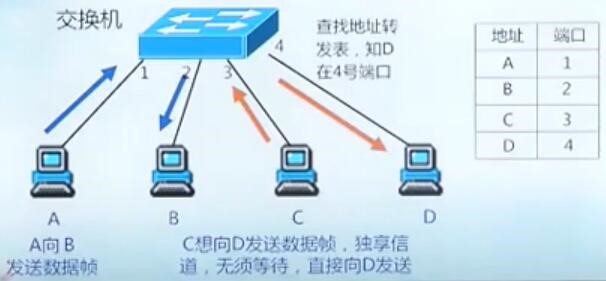 交换机
1
2
3
4
查找地址转
发表，知D
在4号端口
地址 端口
A 1
B 2
C 3
D 4
A
B
C
D
A向 B
发送数据帧
C想向D发送数据帧，独享信
道，无须等待，直接向D发送